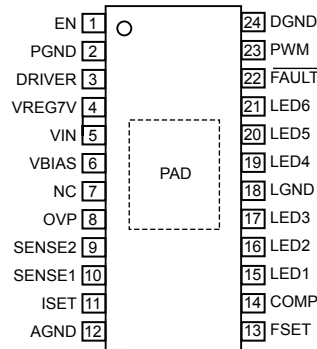 EN 1
PGND 2
DRIVER 3
VREG7V 4
VIN 5
VBIAS 6
NC 7
OVP 8
SENSE2 9
SENSE1 10
ISET 11
AGND 12
PAD
24 DGND
23 PWM
22 FAULT
21 LED6
20 LED5
19 LED4
18 LGND
17 LED3
16 LED2
15 LED1
14 COMP
13 FSET